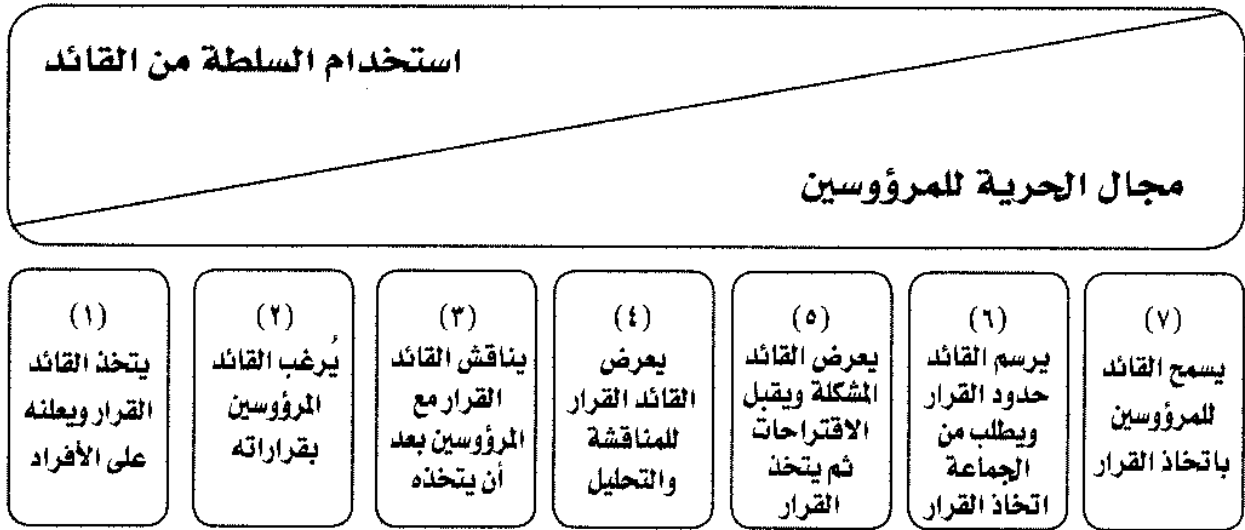 استخدام السلطة من القائد
مجال الحرية للمرؤوسين
(١)
يتخذ القائد
القرار ويعلنه
على الأفراد
(٢)
يُرغب القائد
المرؤوسين
بقراراته
(٣)
يناقش القائد
القرار مع
المرؤوسين بعد
أن يتخذه
(٤)
يعرض
القائد القرار
للمناقشة
والتحليل
(٥)
يعرض القائد
المشكلة ويقبل
الاقتراحات
ثم يتخذ
القرار
(٦)
يرسم القائد
حدود القرار
ويطلب من
الجماعة
اتخاذ القرار
(٧)
يسمح القائد
للمرؤوسين
باتخاذ القرار